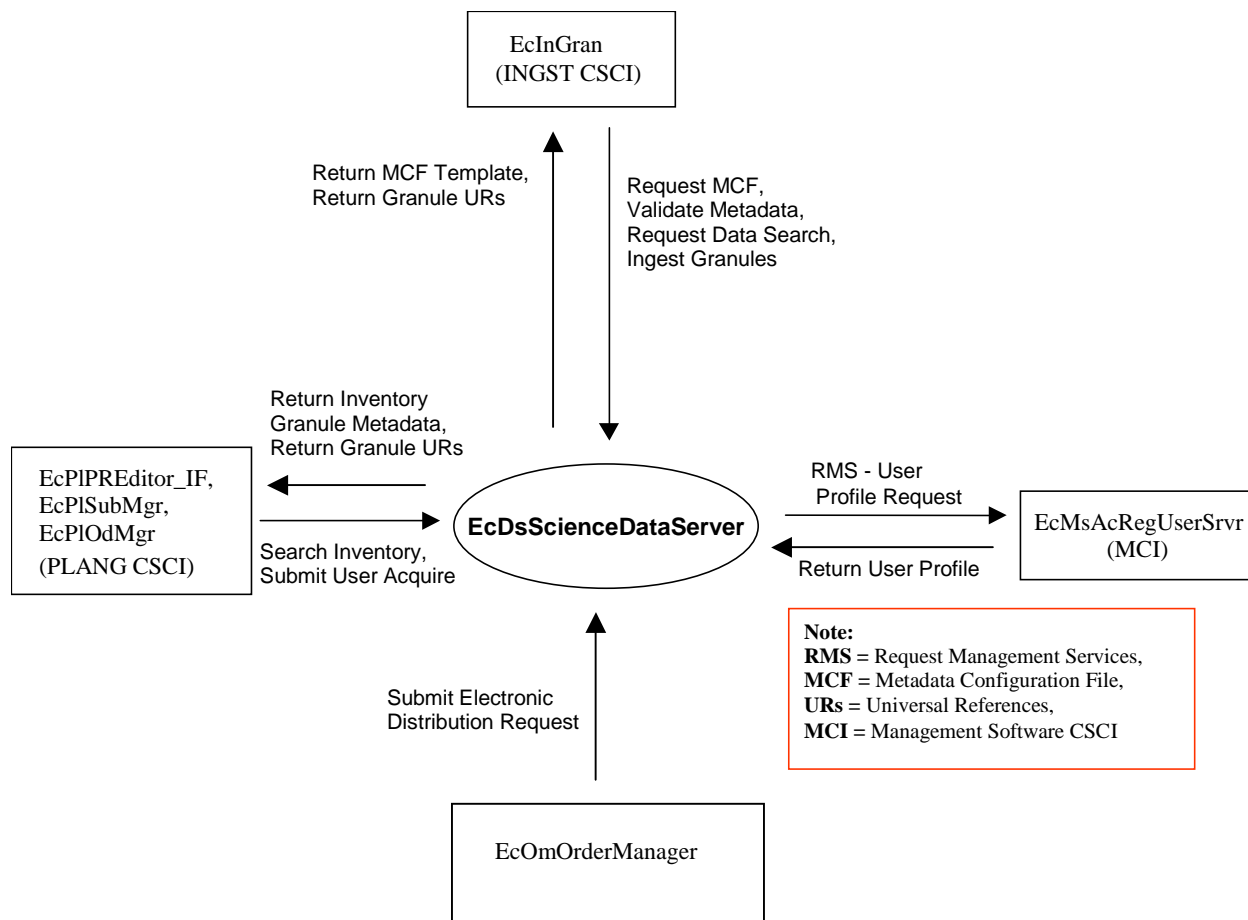 EcInGran
(INGST CSCI)
Return MCF Template,
Return Granule URs
Request MCF,
Validate Metadata,
Request Data Search,
Ingest Granules
Return Inventory
Granule Metadata,
Return Granule URs
EcPlPREditor_IF,
EcPlSubMgr,
EcPlOdMgr
(PLANG CSCI)
Search Inventory,
Submit User Acquire
EcDsScienceDataServer
RMS - User
Profile Request
Return User Profile
EcMsAcRegUserSrvr
(MCI)
Note:
RMS = Request Management Services,
MCF = Metadata Configuration File,
URs = Universal References,
MCI = Management Software CSCI
Submit Electronic
Distribution Request
EcOmOrderManager